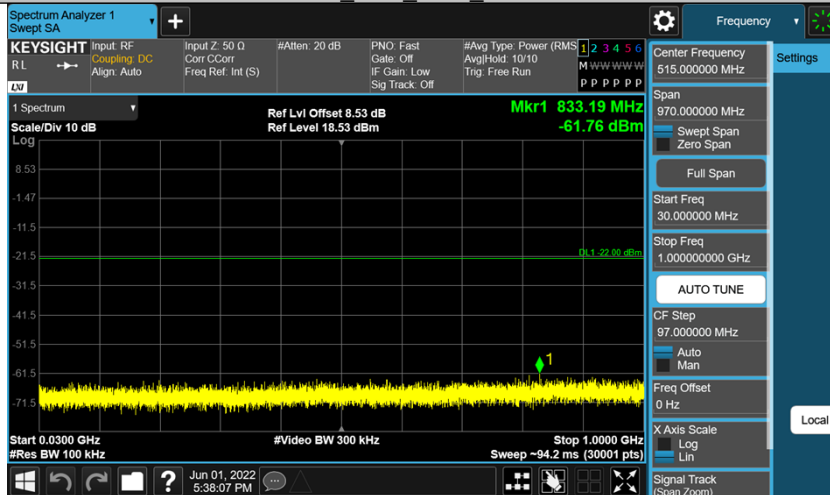 Spectrum Analyzer 1
Swept SA
Frequency
KEYSIGHT
Input: RF
Input Z: 50 Ω
#Atten: 20 dB
PNO: Fast
#Avg Type: Power (RMS
1 2 3 4 5 6
R L
Coupling: DC
Corr CCorr
Gate: Off
Avg|Hold: 10/10
M W W W W W
Align: Auto
Freq Ref: Int (S)
IF Gain: Low
Trig: Free Run
Sig Track: Off
P P P P P P
LXI
1 Spectrum
Scale/Div 10 dB
Log
Ref Lvl Offset 8.53 dB
Ref Level 18.53 dBm
Mkr1 833.19 MHz
-61.76 dBm
8.53
-1.47
-11.5
-21.5
DL1 -22.00 dBm
-31.5
-41.5
-51.5
1
-61.5
-71.5
Start 0.0300 GHz
#Video BW 300 kHz
Stop 1.0000 GHz
#Res BW 100 kHz
Sweep ~94.2 ms (30001 pts)
Center Frequency
515.000000 MHz
Settings
Span
970.000000 MHz
Swept Span
Zero Span
Full Span
Start Freq
30.000000 MHz
Stop Freq
1.000000000 GHz
AUTO TUNE
CF Step
97.000000 MHz
Auto
Man
Freq Offset
0 Hz
Local
X Axis Scale
Log
Lin
Signal Track
(Span Zoom)
?
Jun 01, 2022
5:38:07 PM